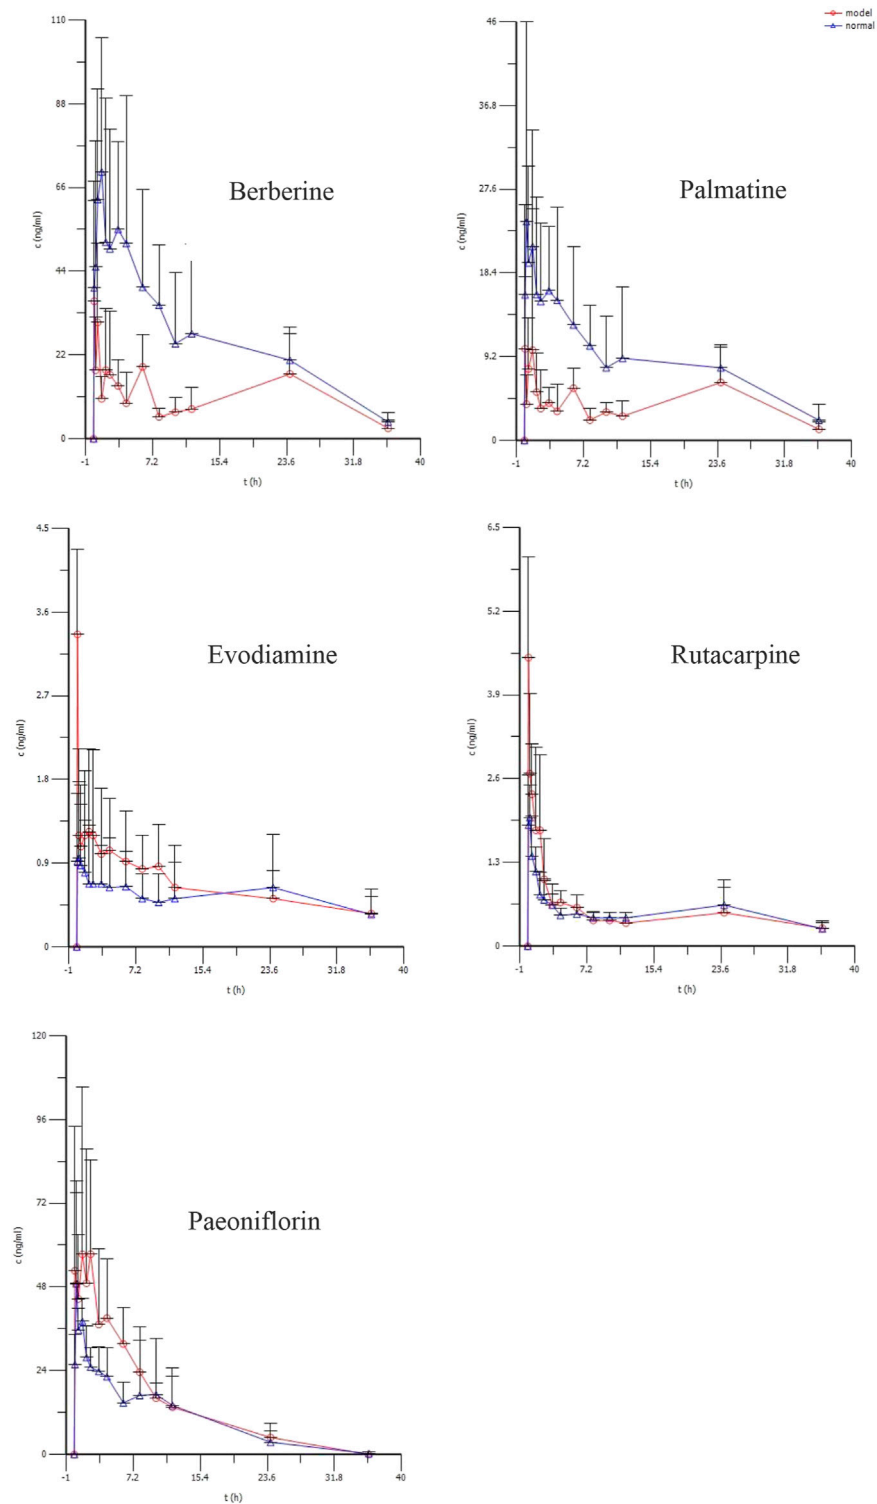 model
normal
110
88
66
44
22
0
c (ng/ml)
Berberine
-1 7.2 15.4 23.6 31.8 40
t (h)
46
36.8
27.6
18.4
9.2
0
c (ng/ml)
Palmatine
-1 7.2 15.4 23.6 31.8 40
t (h)
4.5
3.6
2.7
1.8
0.9
0
c (ng/ml)
Evodiamine
-1 7.2 15.4 23.6 31.8 40
t (h)
6.5
5.2
3.9
2.6
1.3
0
c (ng/ml)
Rutacarpine
-1 7.2 15.4 23.6 31.8 40
t (h)
120
96
72
48
24
0
c (ng/ml)
Paeoniflorin
-1 7.2 15.4 23.6 31.8 40
t (h)